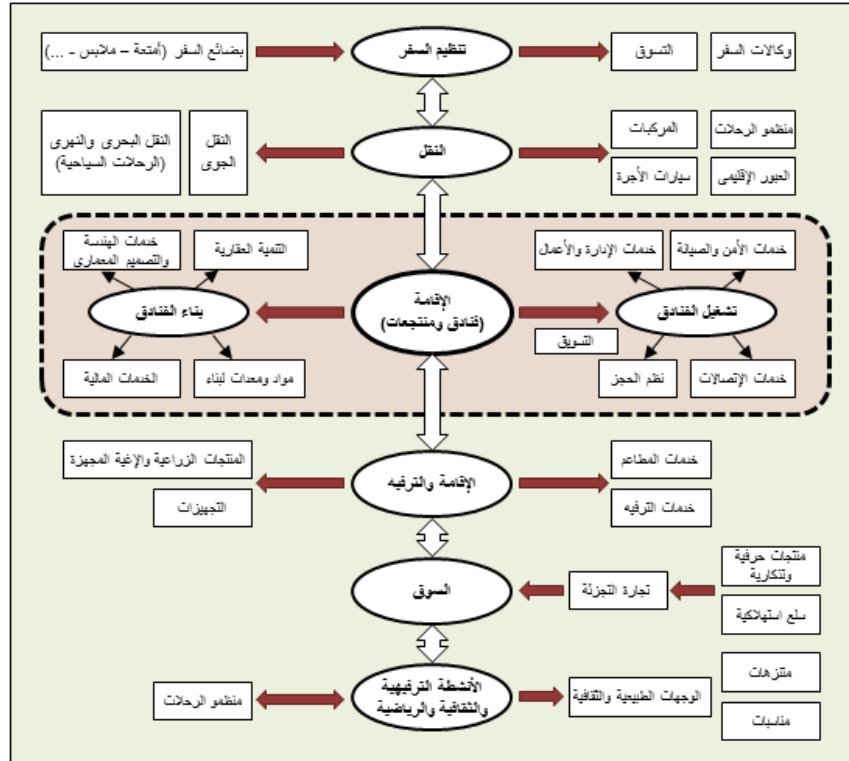 وكالات السفر
التسوق
تنظيم السفر
بضائع السفر (أمتعة – ملابس - ...)
منظمو الرحلات
المركبات
العبور الإقليمى
سيارات الأجرة
النقل
النقل
الجوى
النقل البحرى والنهرى
(الرحلات السياحية)
خدمات الأمن والصيانة
خدمات الإدارة والأعمال
تشغيل الفنادق
التسويق
خدمات الإتصالات
نظم الحجز
الإقامة
(فنادق ومنتجعات)
التنمية العقارية
خدمات الهندسة
والتصميم المعمارى
بناء الفنادق
مواد ومعدات لبناء
الخدمات المالية
خدمات المطاعم
خدمات الترفيه
الإقامة والترفيه
المنتجات الزراعية والإغية المجهزة
التجهيزات
منتجات حرفية
وتذكارية
سلع استهلاكية
تجارة التجزئة
السوق
متنزهات
مناسبات
الوجهات الطبيعية والثقافية
الأنشطة الترفيهية
والثقافية والرياضية
منظمو الرحلات